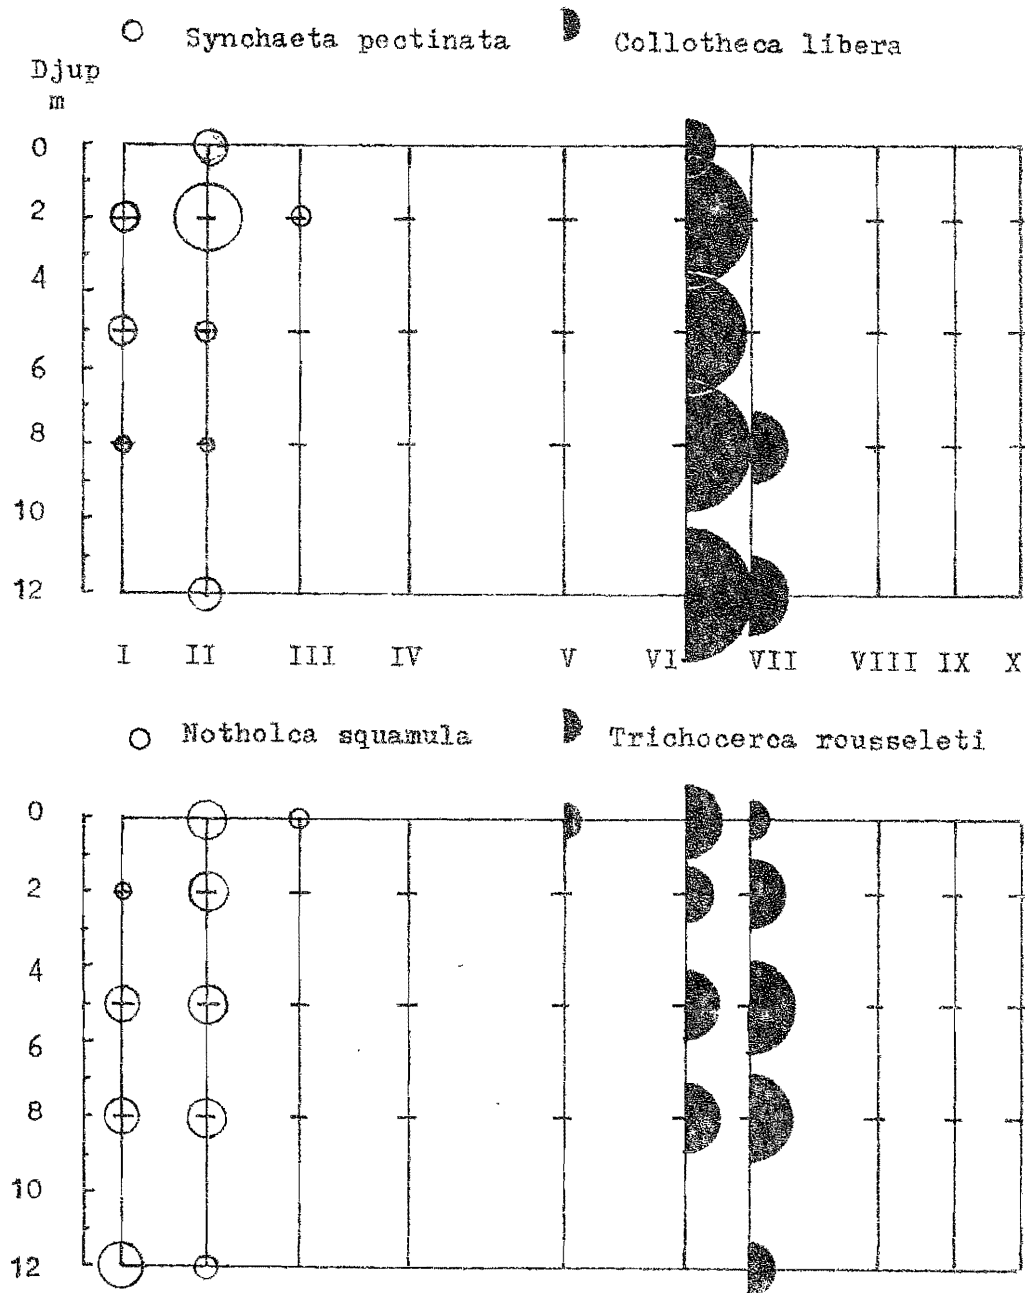 Synchaeta pectinata Collotheca libera
Djup
m
0
2
4
6
8
10
12
I II III IV V VI VII VIII IX X
Notholca squamula Trichocerca rousseleti
0
2
4
6
8
10
12